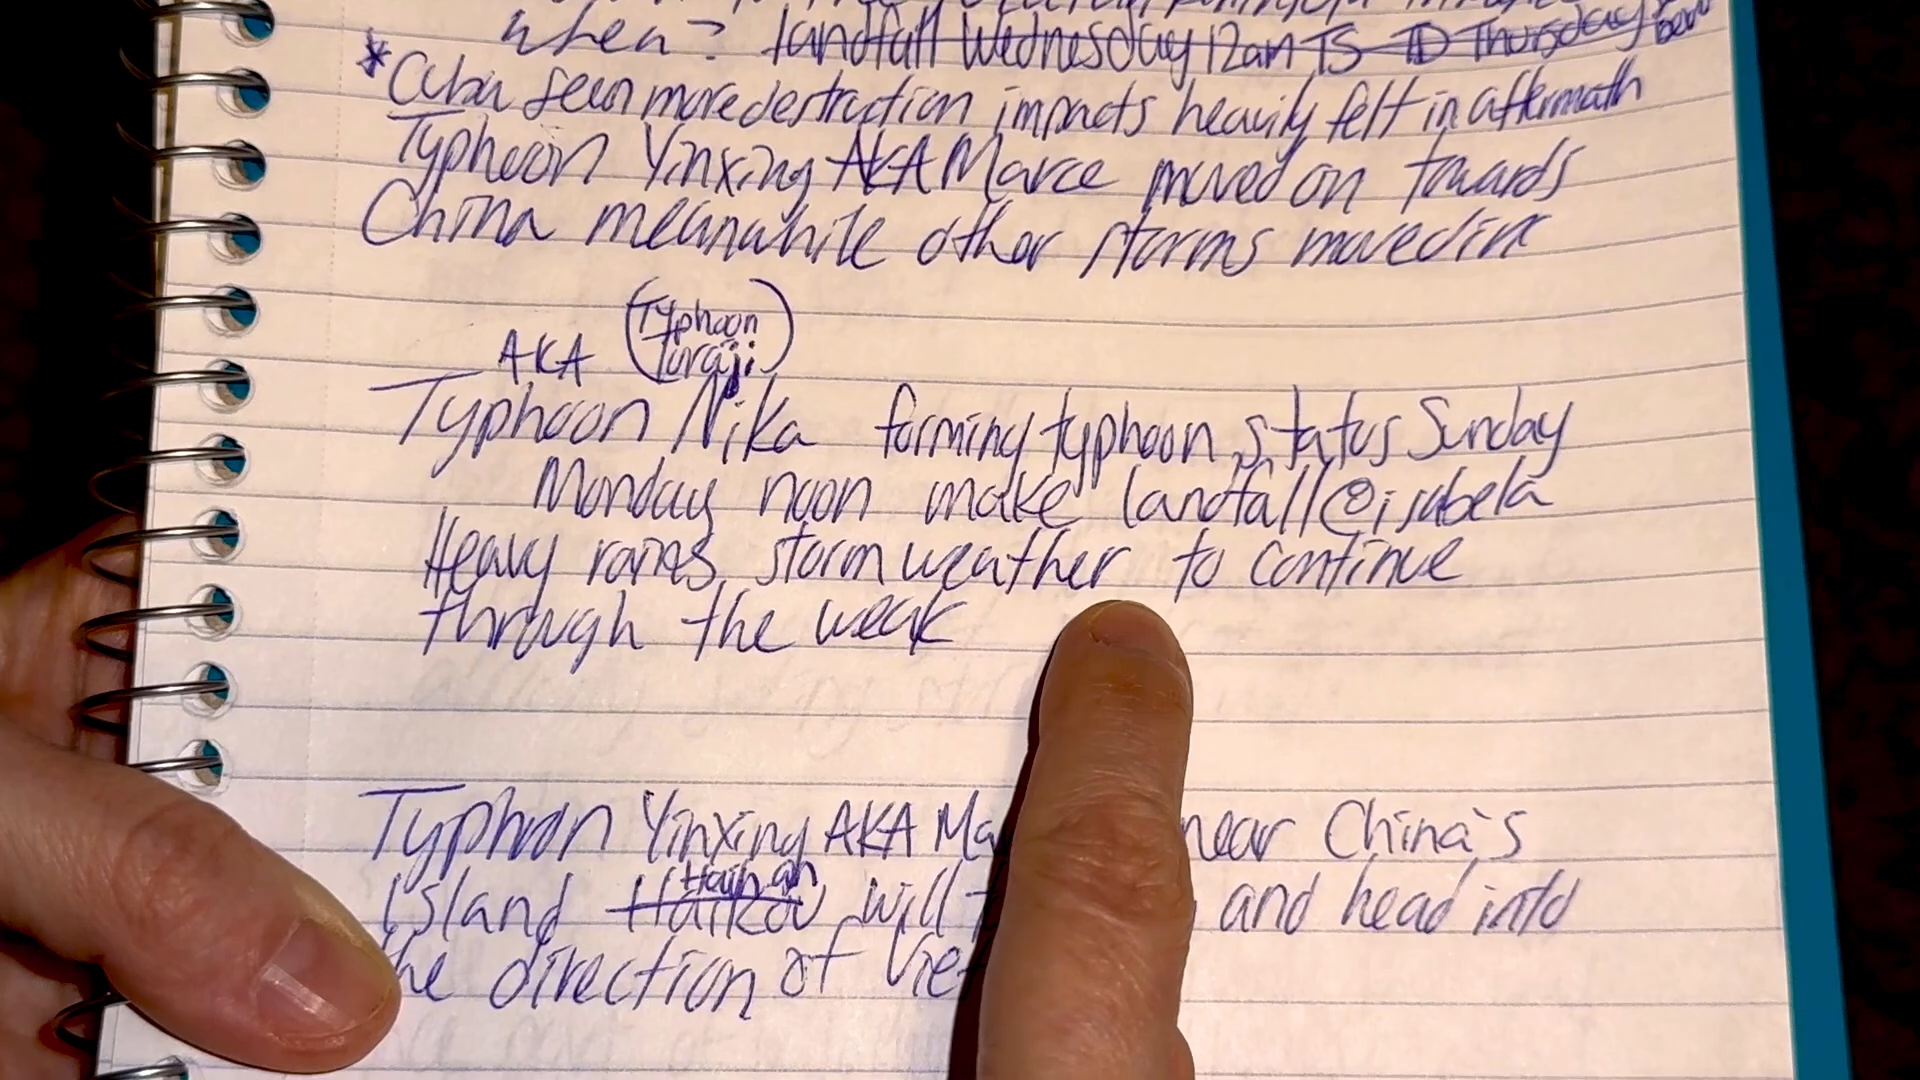 when? landfall Wednesday 12am TS TD Thursday
*Cuba seen more destruction impacts heavily felt in aftermath
Typhoon Yinxing AKA Marce moved on towards
China meanwhile other storms moved in
AKA (Typhoon
Toraji)
Typhoon Nika forming typhoon status Sunday
Monday noon make landfall @ isabela
Heavy rains, storm weather to continue
through the weak
Typhoon Yinxing AKA Ma near China's
Hainan
island Haikou will and head into
the direction of Vie